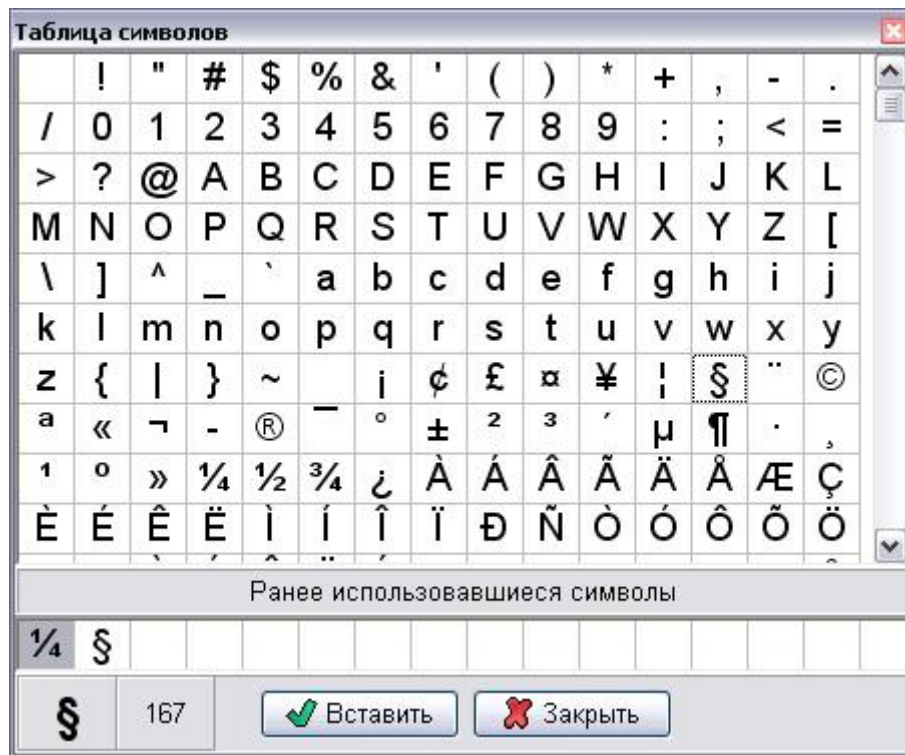 Таблица символов
! " # $ % & ' ( ) * + , - .
/ 0 1 2 3 4 5 6 7 8 9 : ; < =
> ? @ A B C D E F G H I J K L
M N O P Q R S T U V W X Y Z [
\ ] ^ _ ` a b c d e f g h i j
k l m n o p q r s t u v w x y
z { | } ~ ¡ ¢ £ ¤ ¥ ¦ § ¨ ©
ª « ¬ - ® ¯ ° ± ² ³ ´ µ ¶ · ¸
¹ º » ¼ ½ ¾ ¿ À Á Â Ã Ä Å Æ Ç
È É Ê Ë Ì Í Î Ï Ð Ñ Ò Ó Ô Õ Ö
Ранее использовавшиеся символы
¼ §
§ 167 Вставить Закрыть